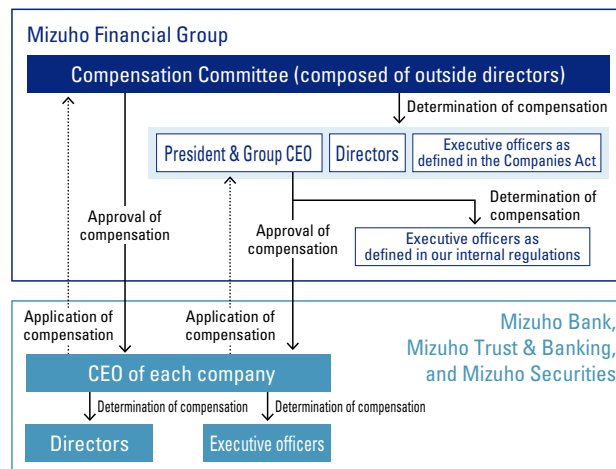 Mizuho Financial Group
Compensation Committee (composed of outside directors)
Determination of compensation
President & Group CEO
Directors
Executive officers as
defined in the Companies Act
Approval of
compensation
Approval of
compensation
Determination of
compensation
Executive officers as
defined in our internal regulations
Application of
compensation
Application of
compensation
Mizuho Bank,
Mizuho Trust & Banking,
and Mizuho Securities
CEO of each company
Determination of compensation
Determination of compensation
Directors
Executive officers